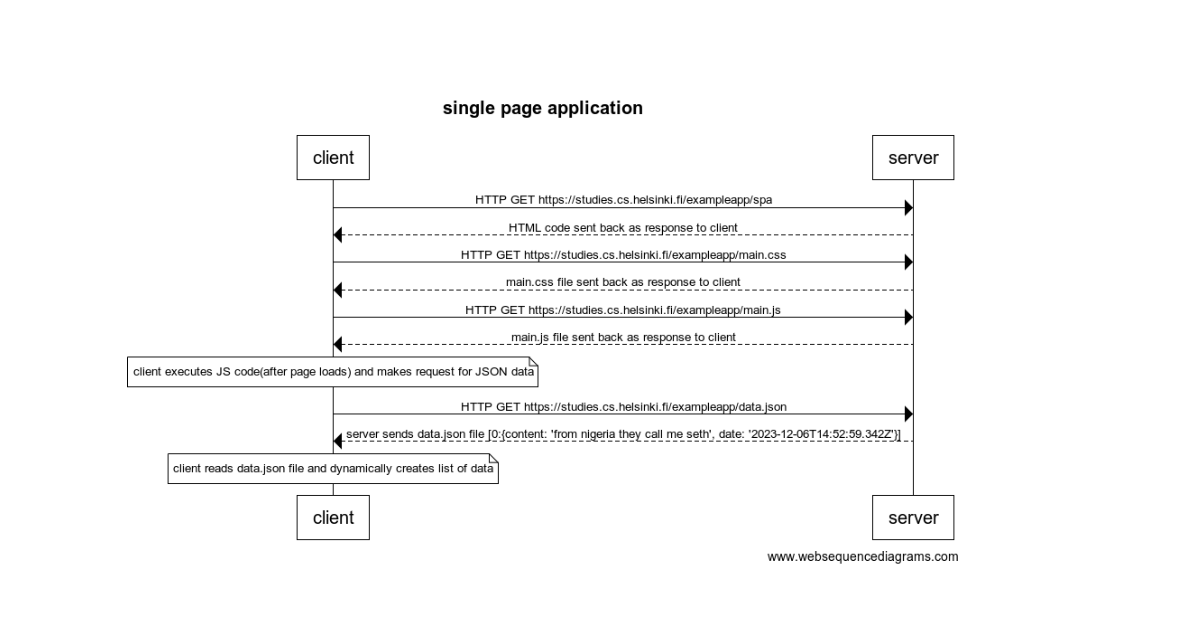 single page application
client
server
HTTP GET https://studies.cs.helsinki.fi/exampleapp/spa
HTML code sent back as response to client
HTTP GET https://studies.cs.helsinki.fi/exampleapp/main.css
main.css file sent back as response to client
HTTP GET https://studies.cs.helsinki.fi/exampleapp/main.js
main.js file sent back as response to client
client executes JS code(after page loads) and makes request for JSON data
HTTP GET https://studies.cs.helsinki.fi/exampleapp/data.json
server sends data.json file [0:{content: 'from nigeria they call me seth', date: '2023-12-06T14:52:59.342Z'}]
client reads data.json file and dynamically creates list of data
client
server
www.websequencediagrams.com